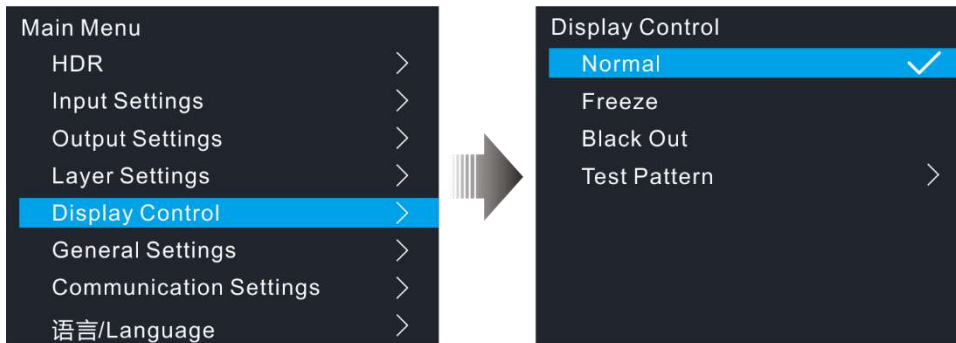 Main Menu
HDR
Input Settings
Output Settings
Layer Settings
Display Control
General Settings
Communication Settings
语言/Language
Display Control
Normal
Freeze
Black Out
Test Pattern